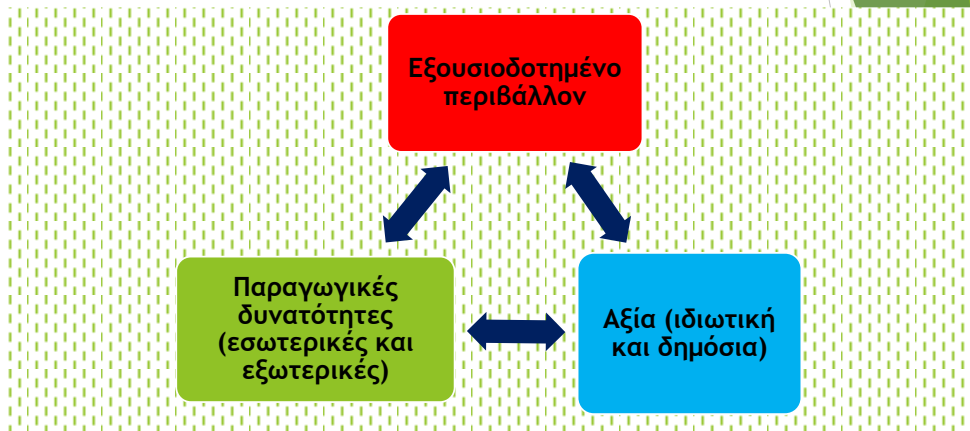 Εξουσιοδοτημένο
περιβάλλον
Παραγωγικές
δυνατότητες
(εσωτερικές και
εξωτερικές)
Αξία (ιδιωτική
και δημόσια)